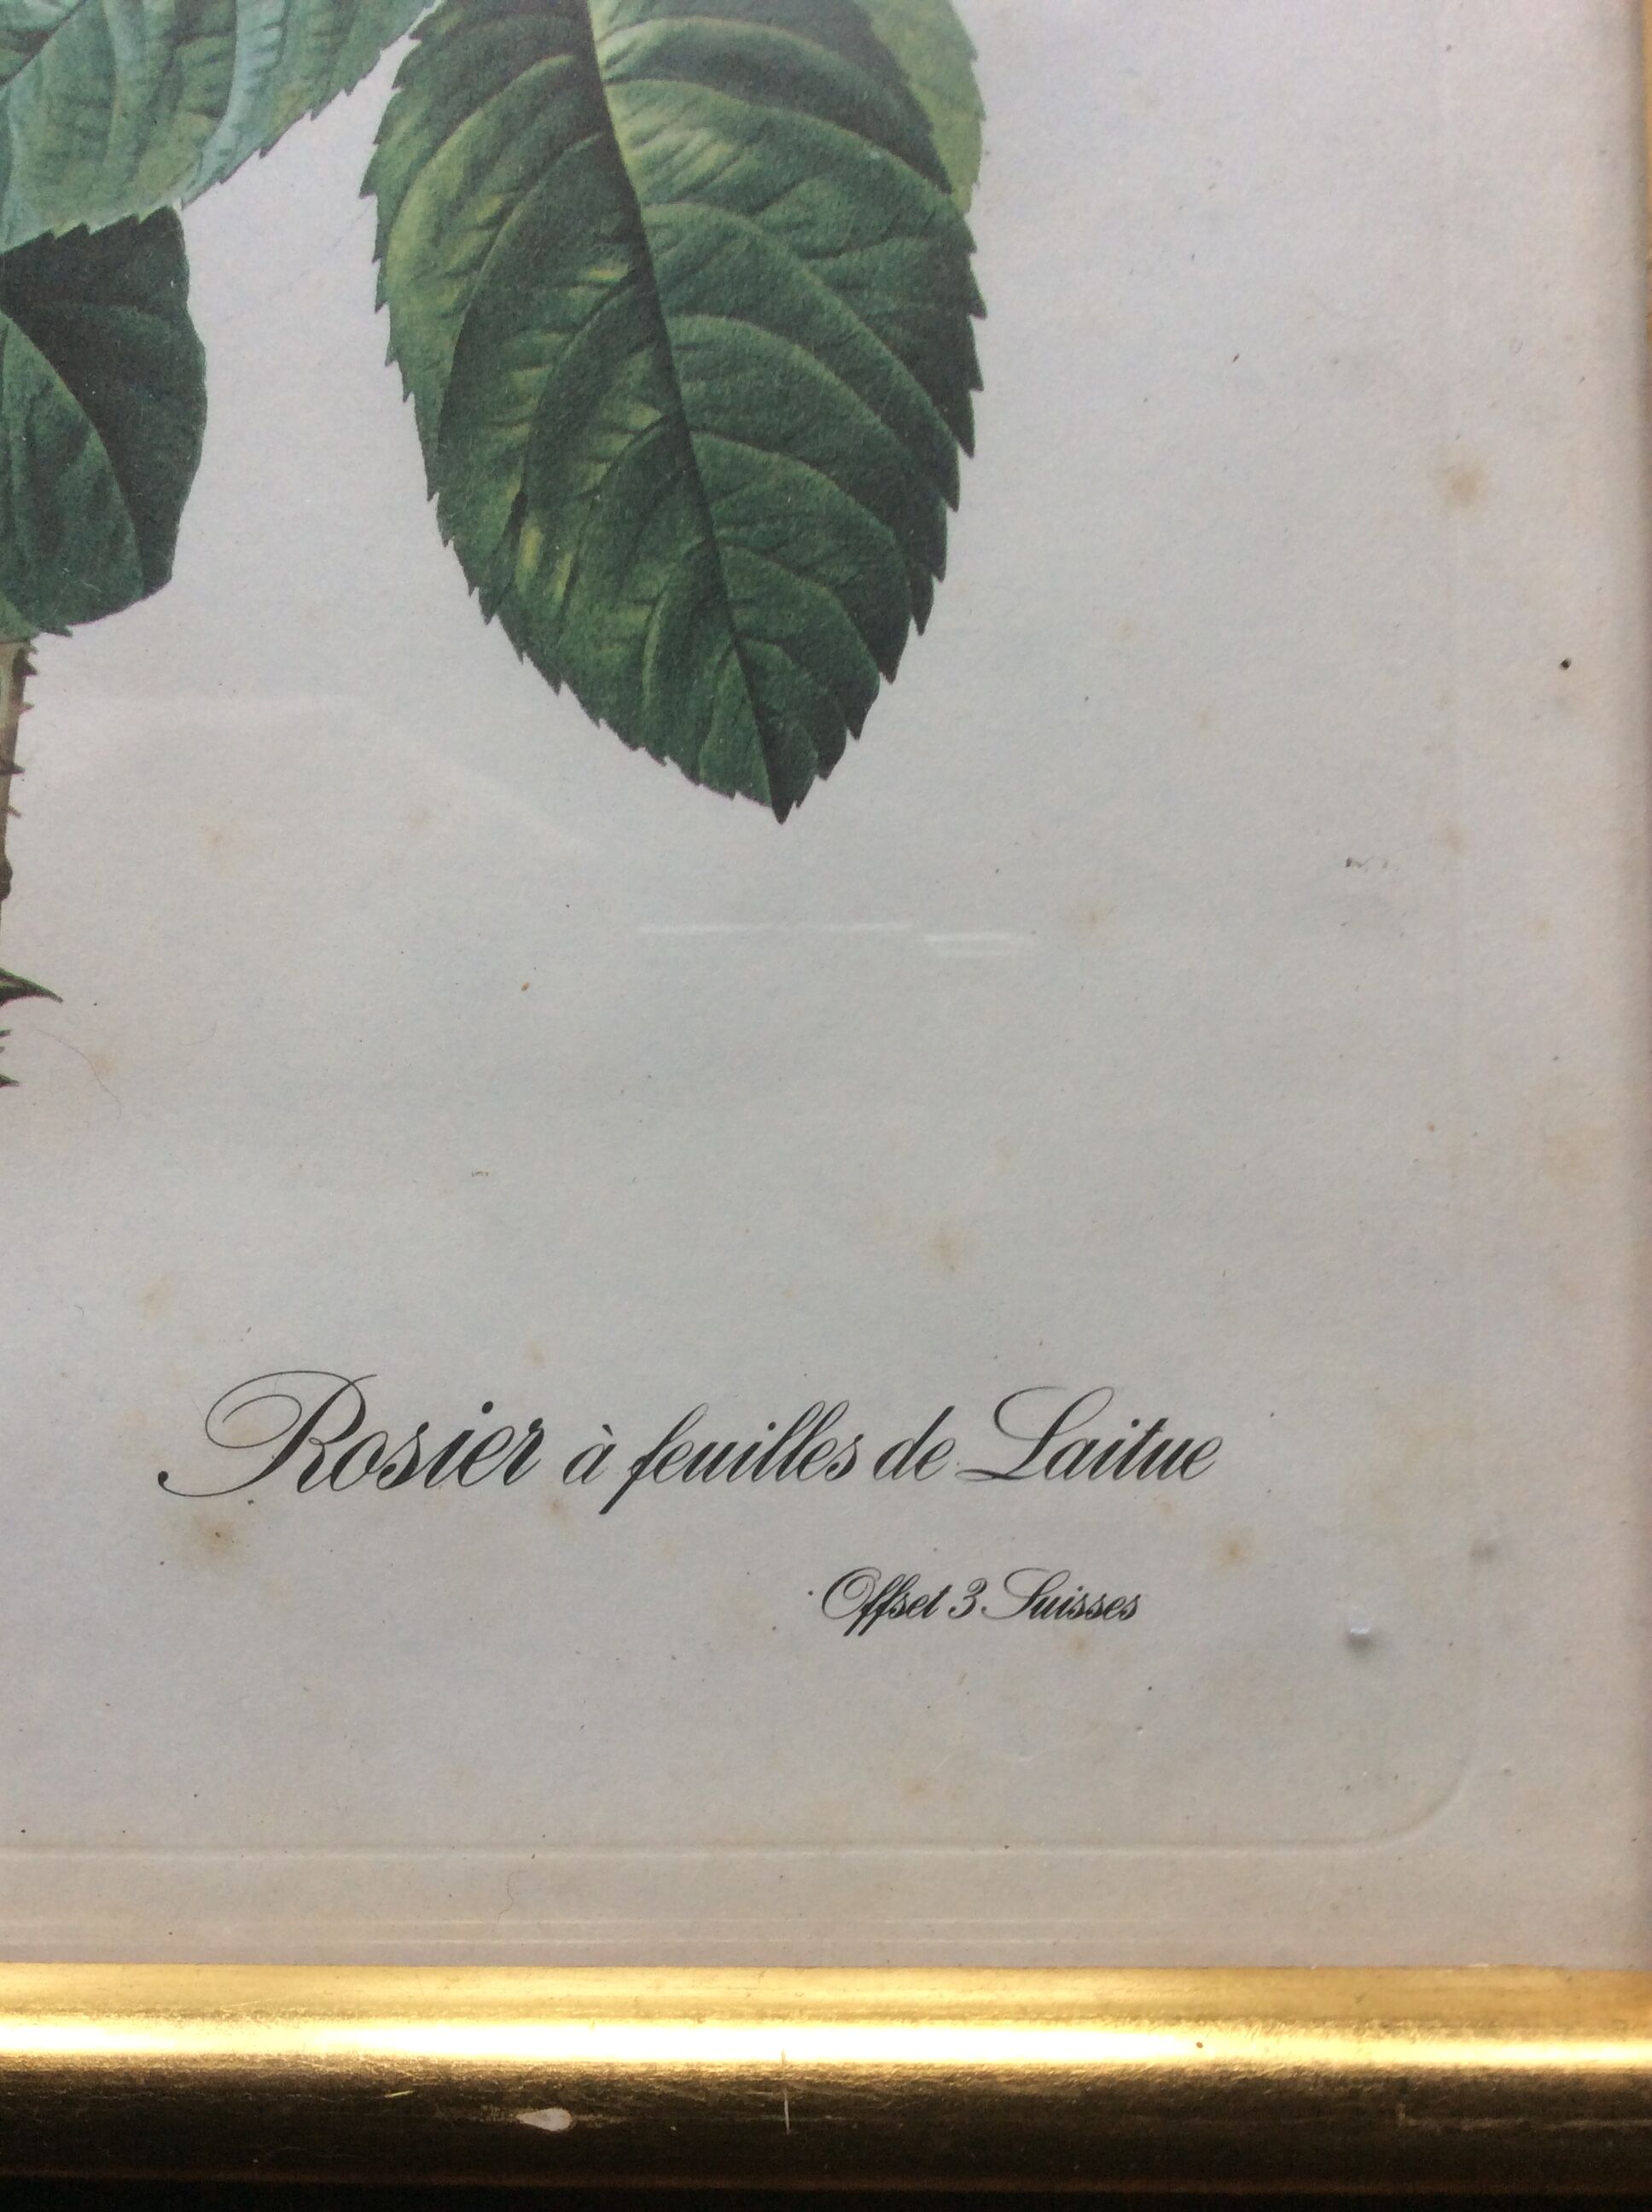 Rosier à feuilles de Laitue
Offset 3 Suisses